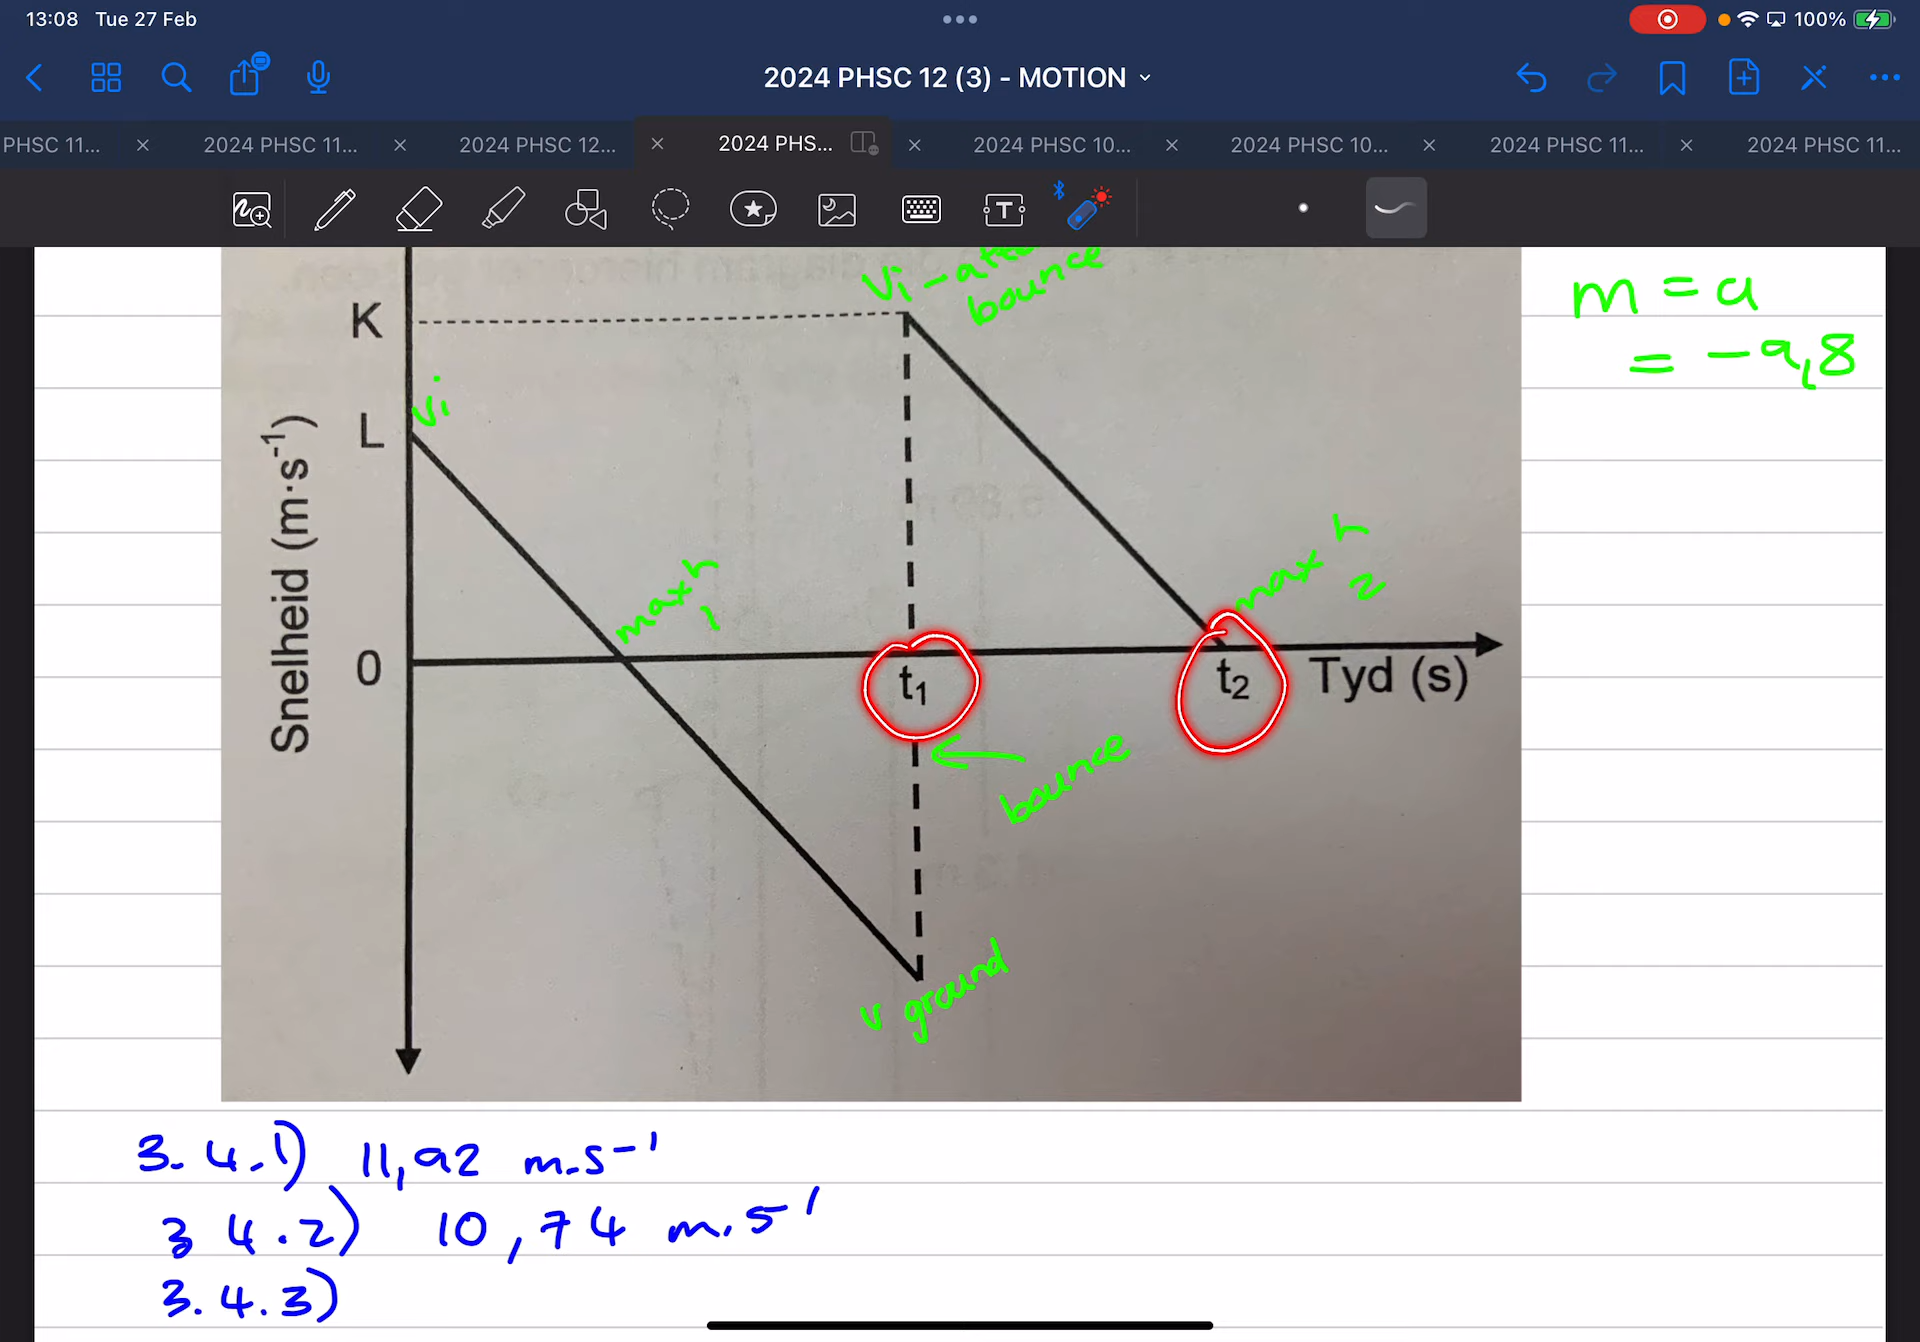 13:08 Tue 27 Feb
100%
2024 PHSC 12 (3) - MOTION
PHSC 11...
2024 PHSC 11...
2024 PHSC 12...
2024 PHS...
2024 PHSC 10...
2024 PHSC 10...
2024 PHSC 11...
2024 PHSC 11...
T
Vi -
bounce
m = a
= -9,8
K
Vi
L
Snelheid (m·s⁻¹)
max h
1
max h
2
0
t₁
t₂
Tyd (s)
bounce
v ground
3.4.1) 11,92 m.s⁻¹
3 4.2) 10,74 m.s⁻¹
3.4.3)